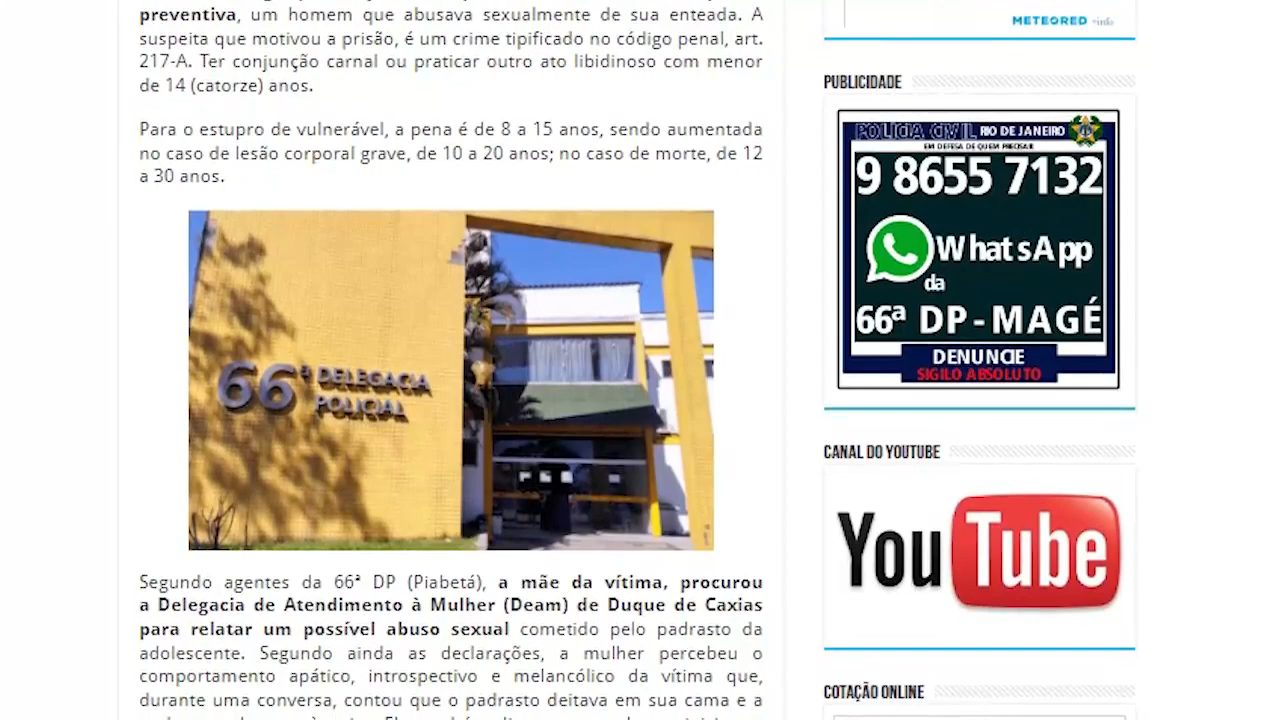 preventiva, um homem que abusava sexualmente de sua enteada. A
suspeita que motivou a prisão, é um crime tipificado no código penal, art.
217-A. Ter conjunção carnal ou praticar outro ato libidinoso com menor
de 14 (catorze) anos.
Para o estupro de vulnerável, a pena é de 8 a 15 anos, sendo aumentada
no caso de lesão corporal grave, de 10 a 20 anos; no caso de morte, de 12
a 30 anos.
66ª DELEGACIA
POLICIAL
Segundo agentes da 66ª DP (Piabetá), a mãe da vítima, procurou
a Delegacia de Atendimento à Mulher (Deam) de Duque de Caxias
para relatar um possível abuso sexual cometido pelo padrasto da
adolescente. Segundo ainda as declarações, a mulher percebeu o
comportamento apático, introspectivo e melancólico da vítima que,
durante uma conversa, contou que o padrasto deitava em sua cama e a
METEORED +info
PUBLICIDADE
POLÍCIA CIVIL RIO DE JANEIRO
EM DEFESA DE QUEM PRECISAR
9 8655 7132
WhatsApp
da
66ª DP - MAGÉ
DENUNCIE
SIGILO ABSOLUTO
CANAL DO YOUTUBE
YouTube
COTAÇÃO ONLINE